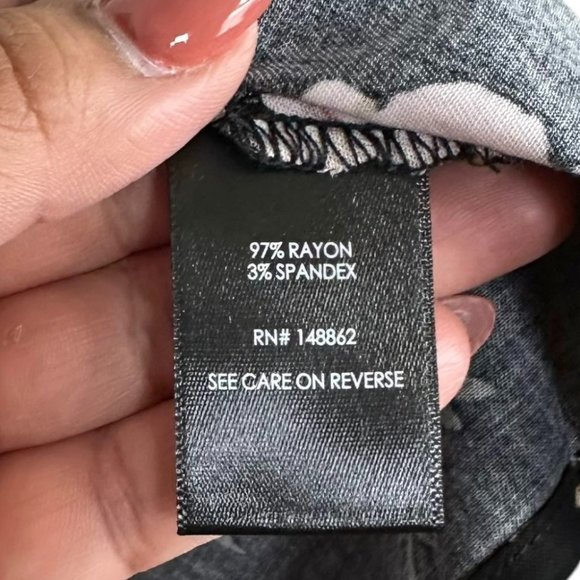 97% RAYON
3% SPANDEX
RN# 148862
SEE CARE ON REVERSE